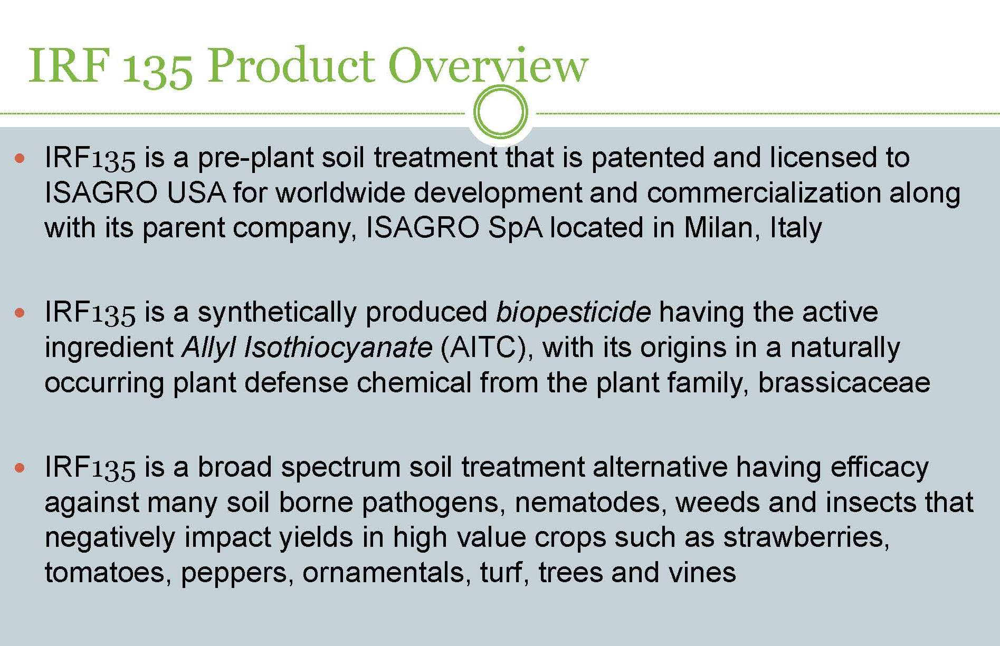 IRF 135 Product Overview
• IRF135 is a pre-plant soil treatment that is patented and licensed to
ISAGRO USA for worldwide development and commercialization along
with its parent company, ISAGRO SpA located in Milan, Italy
• IRF135 is a synthetically produced biopesticide having the active
ingredient Allyl Isothiocyanate (AITC), with its origins in a naturally
occurring plant defense chemical from the plant family, brassicaceae
• IRF135 is a broad spectrum soil treatment alternative having efficacy
against many soil borne pathogens, nematodes, weeds and insects that
negatively impact yields in high value crops such as strawberries,
tomatoes, peppers, ornamentals, turf, trees and vines